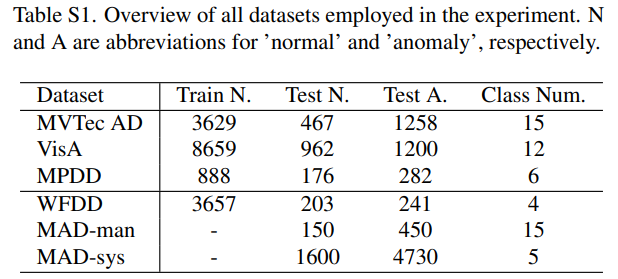 Table S1. Overview of all datasets employed in the experiment. N
and A are abbreviations for ’normal’ and ’anomaly’, respectively.
Dataset Train N. Test N. Test A. Class Num.
MVTec AD 3629 467 1258 15
VisA 8659 962 1200 12
MPDD 888 176 282 6
WFDD 3657 203 241 4
MAD-man - 150 450 15
MAD-sys - 1600 4730 5